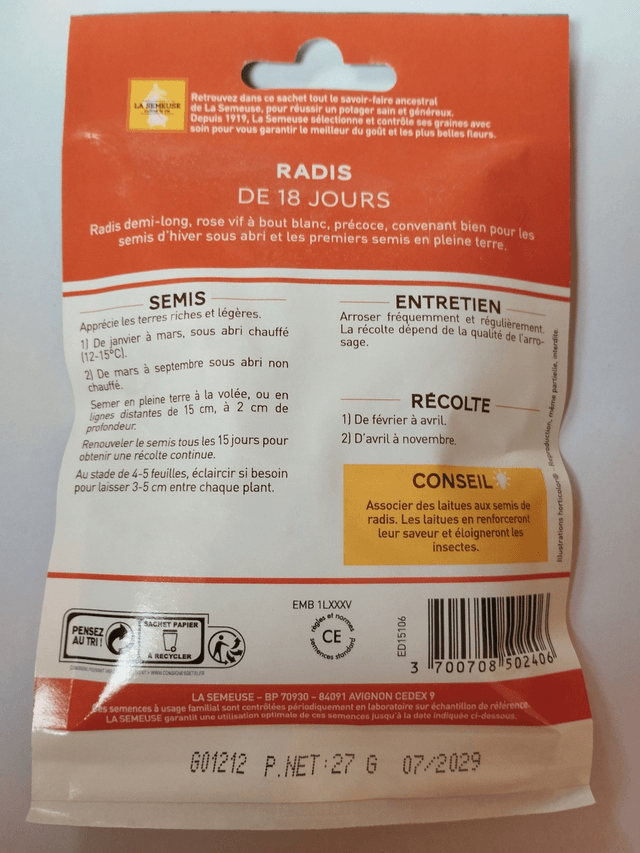 LA SEMEUSE
Retrouvez dans ce sachet tout le savoir-faire ancestral
de La Semeuse, pour réussir un potager sain et généreux.
Depuis 1919, La Semeuse sélectionne et contrôle ses graines avec
soin pour vous garantir le meilleur du goût et les plus belles fleurs.
RADIS
DE 18 JOURS
Radis demi-long, rose vif à bout blanc, précoce, convenant bien pour les
semis d'hiver sous abri et les premiers semis en pleine terre.
SEMIS
Apprécie les terres riches et légères.
1) De janvier à mars, sous abri chauffé
(12-15°C).
2) De mars à septembre sous abri non
chauffé.
Semer en pleine terre à la volée, ou en
lignes distantes de 15 cm, à 2 cm de
profondeur.
Renouveler le semis tous les 15 jours pour
obtenir une récolte continue.
Au stade de 4-5 feuilles, éclaircir si besoin
pour laisser 3-5 cm entre chaque plant.
ENTRETIEN
Arroser fréquemment et régulièrement.
La récolte dépend de la qualité de l'arro-
sage.
RÉCOLTE
1) De février à avril.
2) D'avril à novembre.
CONSEIL
Associer des laitues aux semis de
radis. Les laitues en renforceront
leur saveur et éloigneront les
insectes.
Illustrations horticolor® - Reproduction, même partielle, interdite.
PENSEZ
AU TRI !
SACHET PAPIER
À RECYCLER
WWW.CONSIGNESDETRI.FR
EMB 1LXXXV
règles et normes
CE
semences standard
ED15106
3 700708 502406
LA SEMEUSE – BP 70930 – 84091 AVIGNON CEDEX 9
Les semences à usage familial sont contrôlées périodiquement en laboratoire sur échantillon de référence.
LA SEMEUSE garantit une utilisation optimale de ces semences jusqu'à la date indiquée ci-dessous.
G01212 P.NET:27 G 07/2029